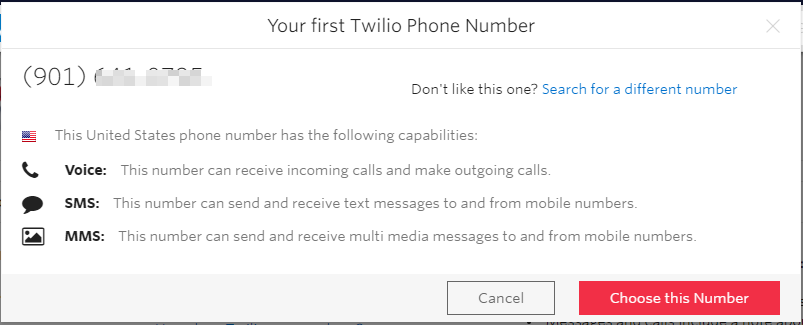 Your first Twilio Phone Number
(901)
Don't like this one? Search for a different number
This United States phone number has the following capabilities:
Voice: This number can receive incoming calls and make outgoing calls.
SMS: This number can send and receive text messages to and from mobile numbers.
MMS: This number can send and receive multi media messages to and from mobile numbers.
Cancel
Choose this Number